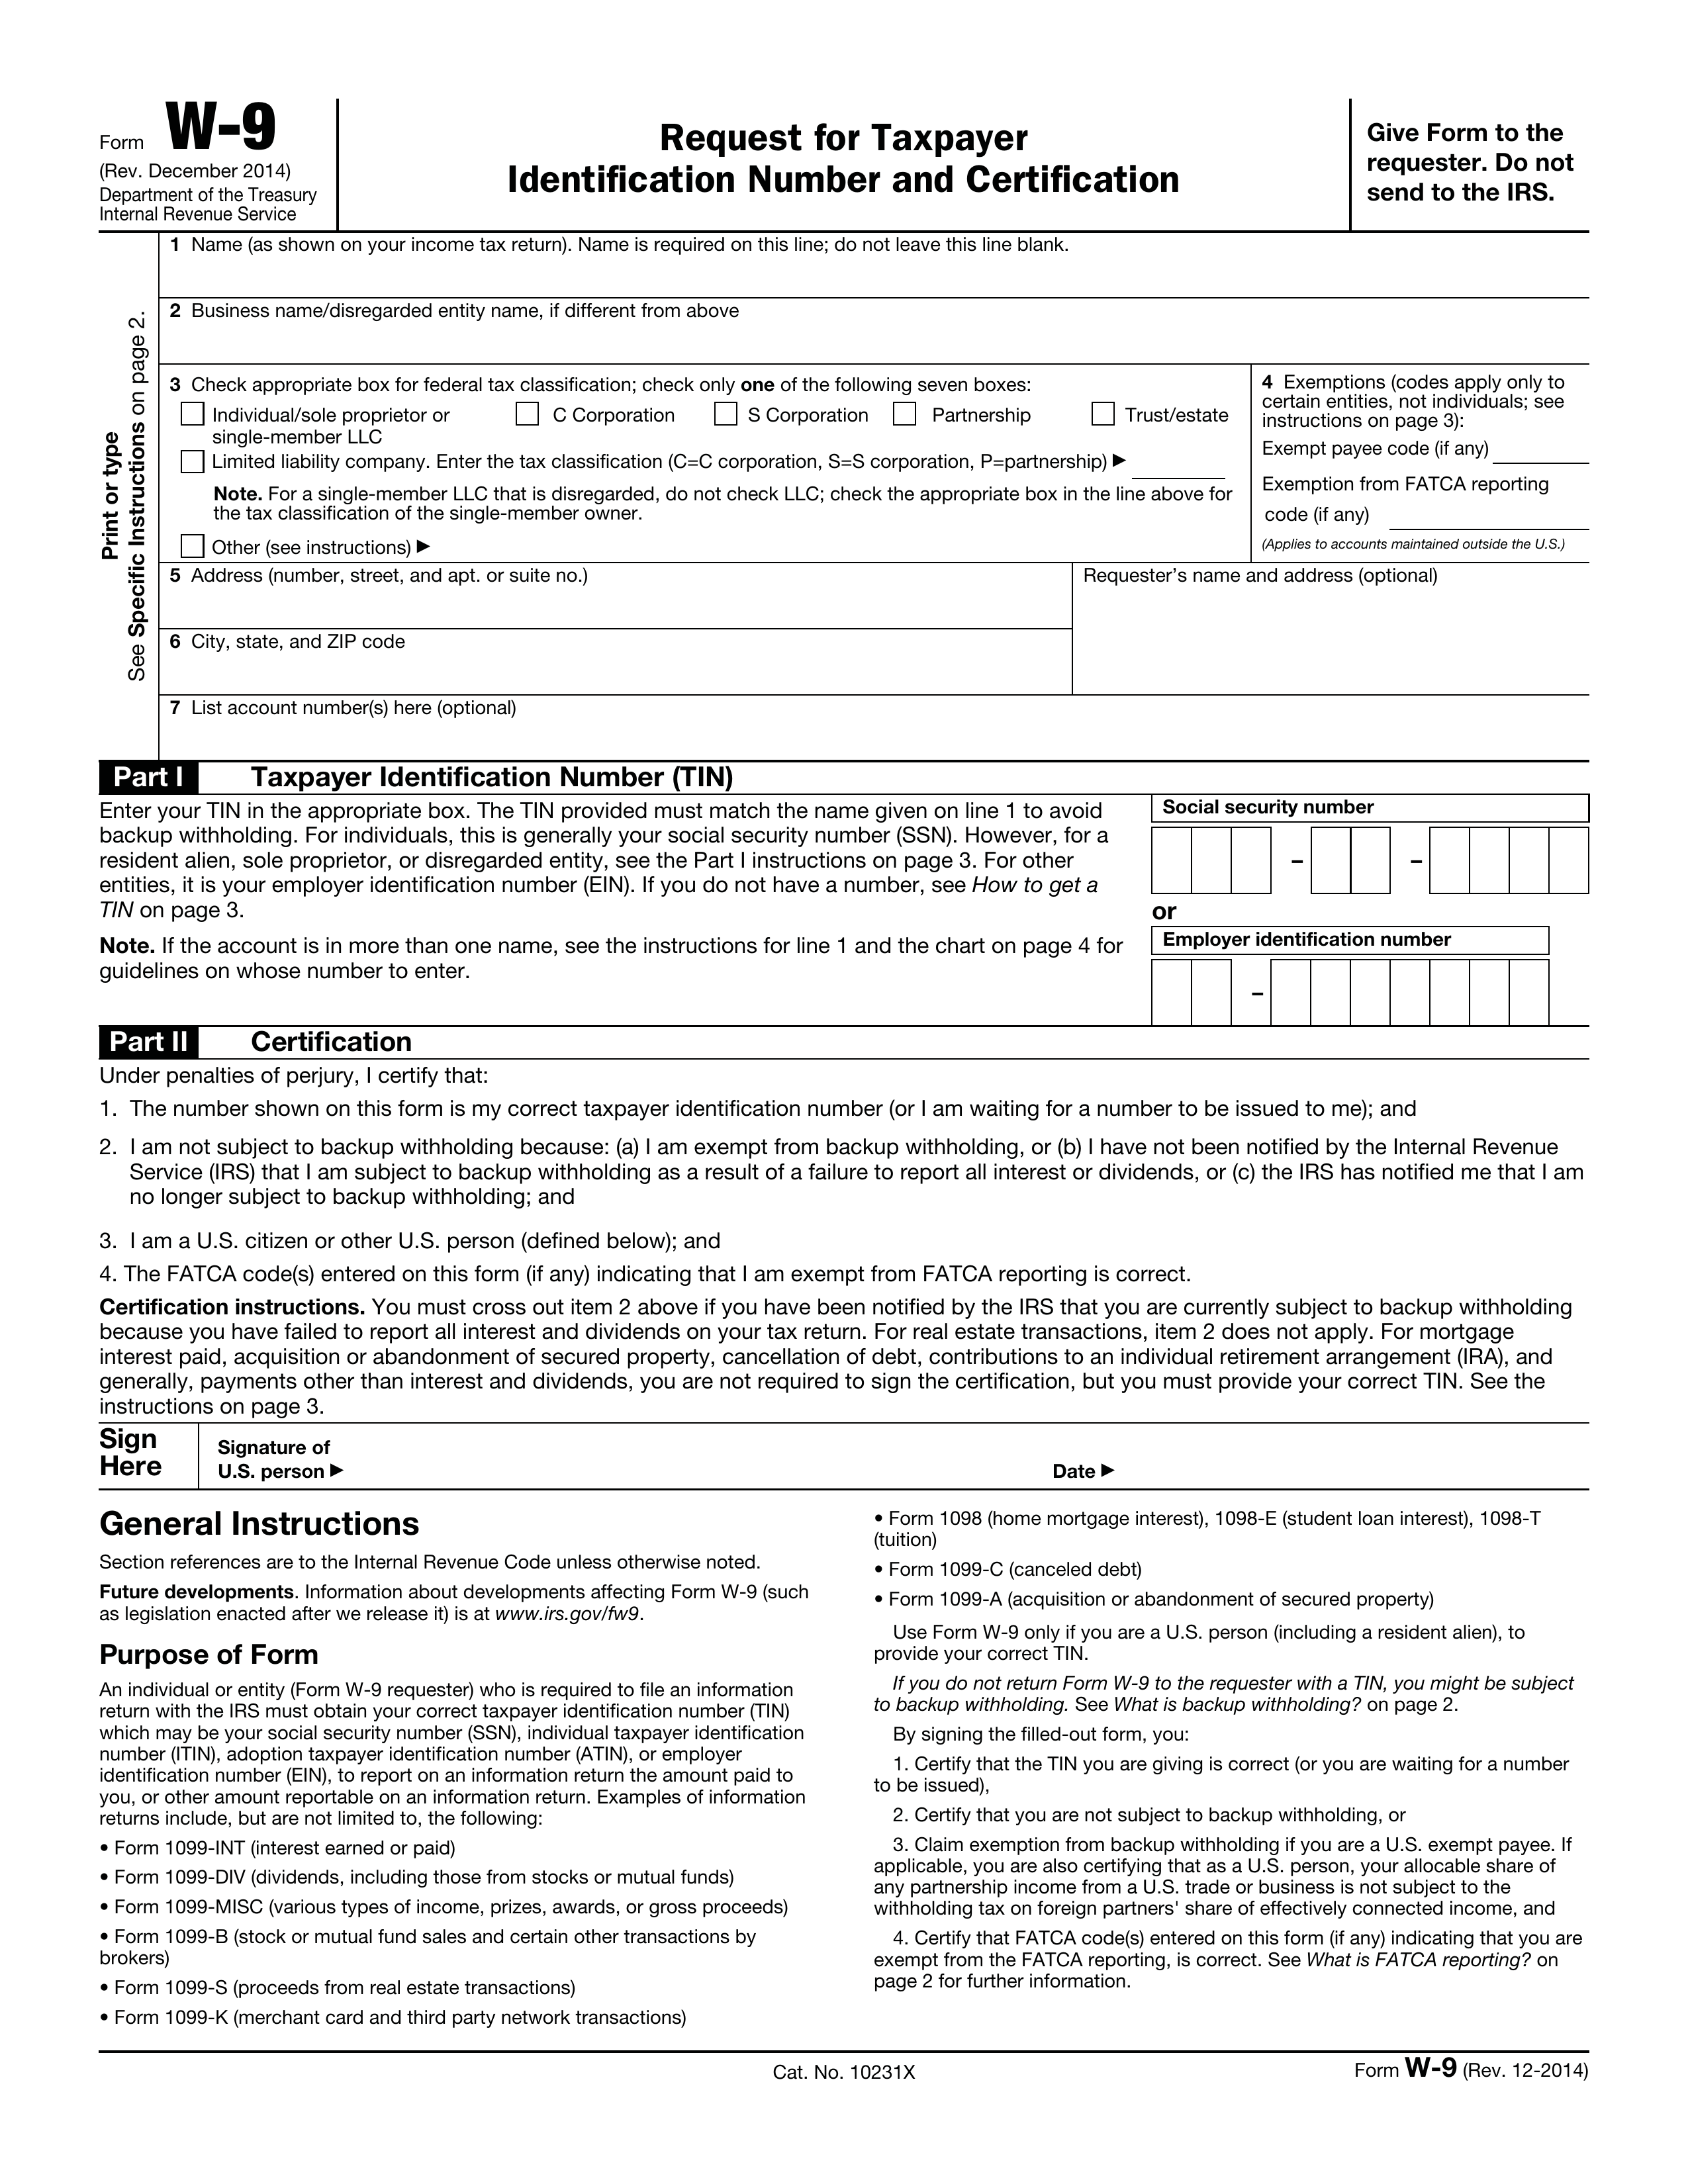 Form W-9
(Rev. December 2014)
Department of the Treasury
Internal Revenue Service
Request for Taxpayer
Identification Number and Certification
Give Form to the
requester. Do not
send to the IRS.
Print or type
See Specific Instructions on page 2.
1 Name (as shown on your income tax return). Name is required on this line; do not leave this line blank.
2 Business name/disregarded entity name, if different from above
3 Check appropriate box for federal tax classification; check only one of the following seven boxes:
Individual/sole proprietor or
single-member LLC
C Corporation
S Corporation
Partnership
Trust/estate
Limited liability company. Enter the tax classification (C=C corporation, S=S corporation, P=partnership) ▶
Note. For a single-member LLC that is disregarded, do not check LLC; check the appropriate box in the line above for
the tax classification of the single-member owner.
Other (see instructions) ▶
4 Exemptions (codes apply only to
certain entities, not individuals; see
instructions on page 3):
Exempt payee code (if any)
Exemption from FATCA reporting
code (if any)
(Applies to accounts maintained outside the U.S.)
5 Address (number, street, and apt. or suite no.)
6 City, state, and ZIP code
Requester's name and address (optional)
7 List account number(s) here (optional)
Part I Taxpayer Identification Number (TIN)
Enter your TIN in the appropriate box. The TIN provided must match the name given on line 1 to avoid
backup withholding. For individuals, this is generally your social security number (SSN). However, for a
resident alien, sole proprietor, or disregarded entity, see the Part I instructions on page 3. For other
entities, it is your employer identification number (EIN). If you do not have a number, see How to get a
TIN on page 3.
Note. If the account is in more than one name, see the instructions for line 1 and the chart on page 4 for
guidelines on whose number to enter.
Social security number
– –
or
Employer identification number
–
Part II Certification
Under penalties of perjury, I certify that:
1. The number shown on this form is my correct taxpayer identification number (or I am waiting for a number to be issued to me); and
2. I am not subject to backup withholding because: (a) I am exempt from backup withholding, or (b) I have not been notified by the Internal Revenue
Service (IRS) that I am subject to backup withholding as a result of a failure to report all interest or dividends, or (c) the IRS has notified me that I am
no longer subject to backup withholding; and
3. I am a U.S. citizen or other U.S. person (defined below); and
4. The FATCA code(s) entered on this form (if any) indicating that I am exempt from FATCA reporting is correct.
Certification instructions. You must cross out item 2 above if you have been notified by the IRS that you are currently subject to backup withholding
because you have failed to report all interest and dividends on your tax return. For real estate transactions, item 2 does not apply. For mortgage
interest paid, acquisition or abandonment of secured property, cancellation of debt, contributions to an individual retirement arrangement (IRA), and
generally, payments other than interest and dividends, you are not required to sign the certification, but you must provide your correct TIN. See the
instructions on page 3.
Sign
Here
Signature of
U.S. person ▶
Date ▶
General Instructions
Section references are to the Internal Revenue Code unless otherwise noted.
Future developments. Information about developments affecting Form W-9 (such
as legislation enacted after we release it) is at www.irs.gov/fw9.
Purpose of Form
An individual or entity (Form W-9 requester) who is required to file an information
return with the IRS must obtain your correct taxpayer identification number (TIN)
which may be your social security number (SSN), individual taxpayer identification
number (ITIN), adoption taxpayer identification number (ATIN), or employer
identification number (EIN), to report on an information return the amount paid to
you, or other amount reportable on an information return. Examples of information
returns include, but are not limited to, the following:
• Form 1099-INT (interest earned or paid)
• Form 1099-DIV (dividends, including those from stocks or mutual funds)
• Form 1099-MISC (various types of income, prizes, awards, or gross proceeds)
• Form 1099-B (stock or mutual fund sales and certain other transactions by
brokers)
• Form 1099-S (proceeds from real estate transactions)
• Form 1099-K (merchant card and third party network transactions)
• Form 1098 (home mortgage interest), 1098-E (student loan interest), 1098-T
(tuition)
• Form 1099-C (canceled debt)
• Form 1099-A (acquisition or abandonment of secured property)
Use Form W-9 only if you are a U.S. person (including a resident alien), to
provide your correct TIN.
If you do not return Form W-9 to the requester with a TIN, you might be subject
to backup withholding. See What is backup withholding? on page 2.
By signing the filled-out form, you:
1. Certify that the TIN you are giving is correct (or you are waiting for a number
to be issued),
2. Certify that you are not subject to backup withholding, or
3. Claim exemption from backup withholding if you are a U.S. exempt payee. If
applicable, you are also certifying that as a U.S. person, your allocable share of
any partnership income from a U.S. trade or business is not subject to the
withholding tax on foreign partners' share of effectively connected income, and
4. Certify that FATCA code(s) entered on this form (if any) indicating that you are
exempt from the FATCA reporting, is correct. See What is FATCA reporting? on
page 2 for further information.
Cat. No. 10231X
Form W-9 (Rev. 12-2014)